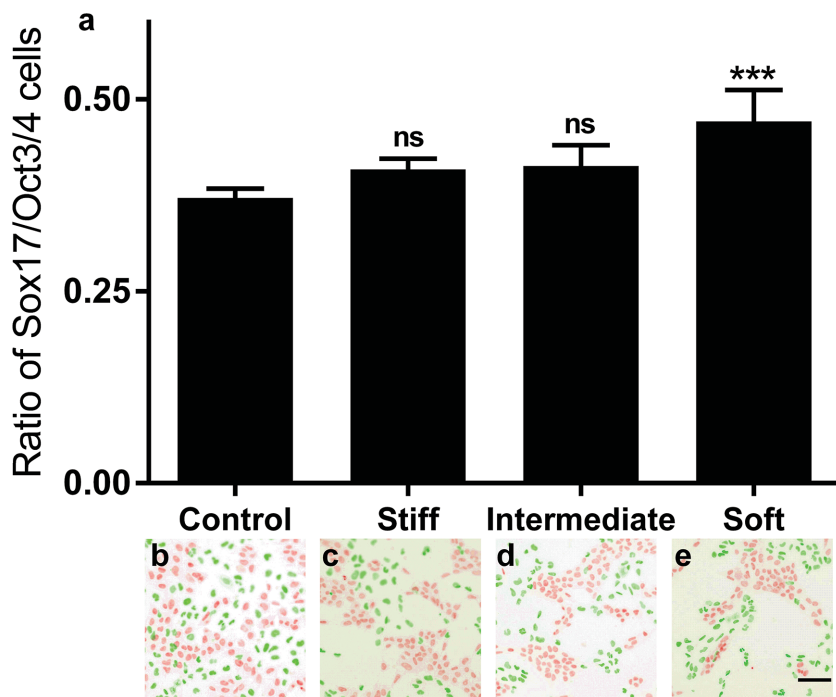 a
Ratio of Sox17/Oct3/4 cells
0.50
0.25
0.00
ns
ns
***
Control
Stiff
Intermediate
Soft
b
c
d
e